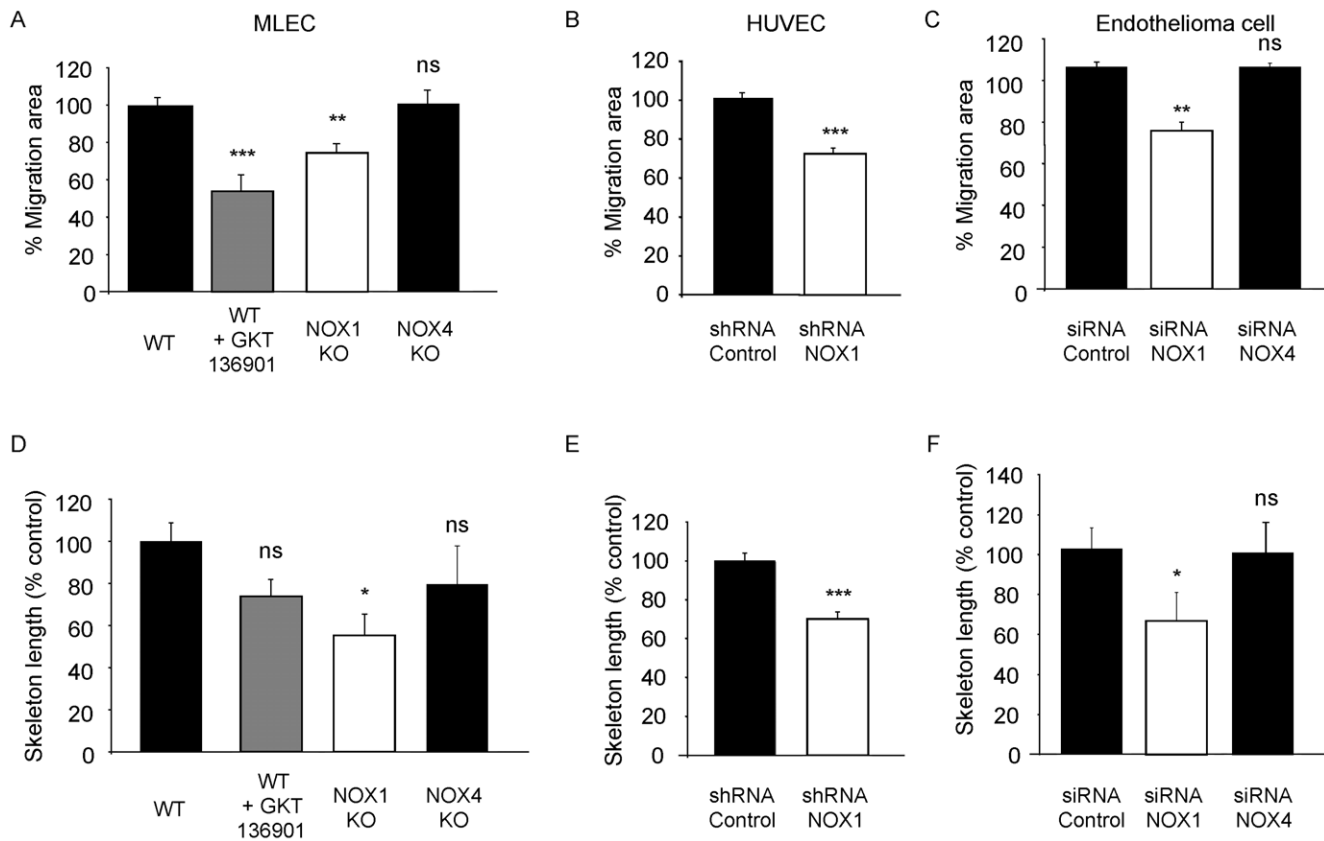 A
MLEC
% Migration area
120
100
80
60
40
20
0
***
**
ns
WT
WT
+ GKT
136901
NOX1
KO
NOX4
KO
B
HUVEC
% Migration area
120
100
80
60
40
20
0
***
shRNA
Control
shRNA
NOX1
C
Endothelioma cell
% Migration area
120
100
80
60
40
20
0
**
ns
siRNA
Control
siRNA
NOX1
siRNA
NOX4
D
Skeleton length (% control)
120
100
80
60
40
20
0
ns
*
ns
WT
WT
+ GKT
136901
NOX1
KO
NOX4
KO
E
Skeleton length (% control)
120
100
80
60
40
20
0
***
shRNA
Control
shRNA
NOX1
F
Skeleton length (% control)
140
120
100
80
60
40
20
0
*
ns
siRNA
Control
siRNA
NOX1
siRNA
NOX4